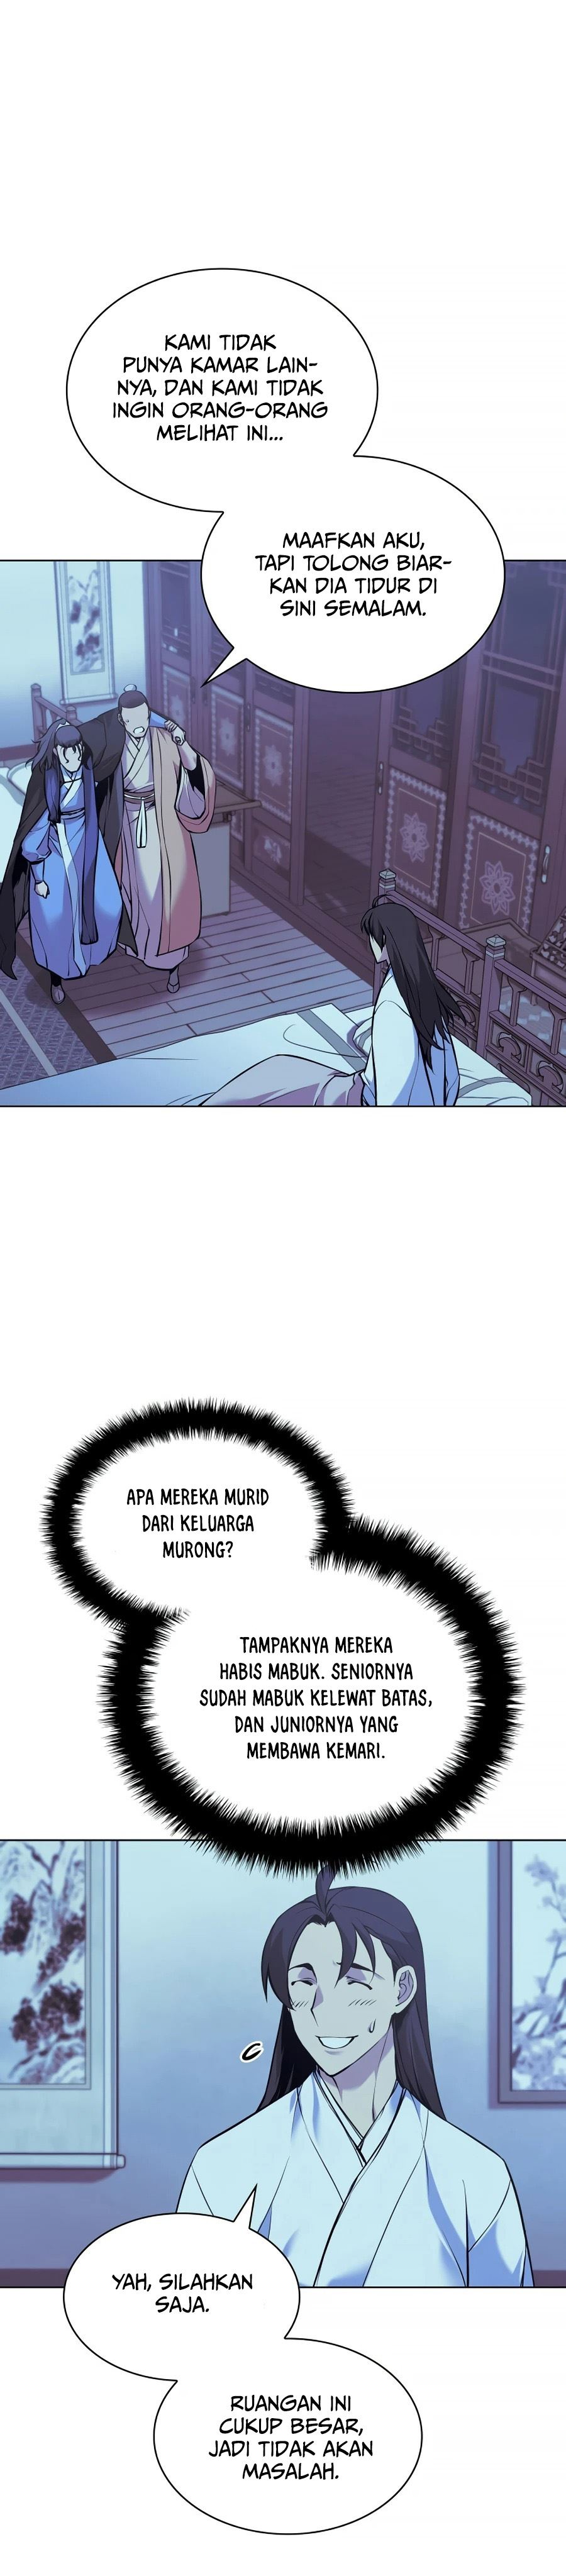 KAMI TIDAK
PUNYA KAMAR LAIN-
NYA, DAN KAMI TIDAK
INGIN ORANG-ORANG
MELIHAT INI...
MAAFKAN AKU,
TAPI TOLONG BIAR-
KAN DIA TIDUR DI
SINI SEMALAM.
APA MEREKA MURID
DARI KELUARGA
MURONG?
TAMPAKNYA MEREKA
HABIS MABUK. SENIORNYA
SUDAH MABUK KELEWAT BATAS,
DAN JUNIORNYA YANG
MEMBAWA KEMARI.
YAH, SILAHKAN
SAJA.
RUANGAN INI
CUKUP BESAR,
JADI TIDAK AKAN
MASALAH.